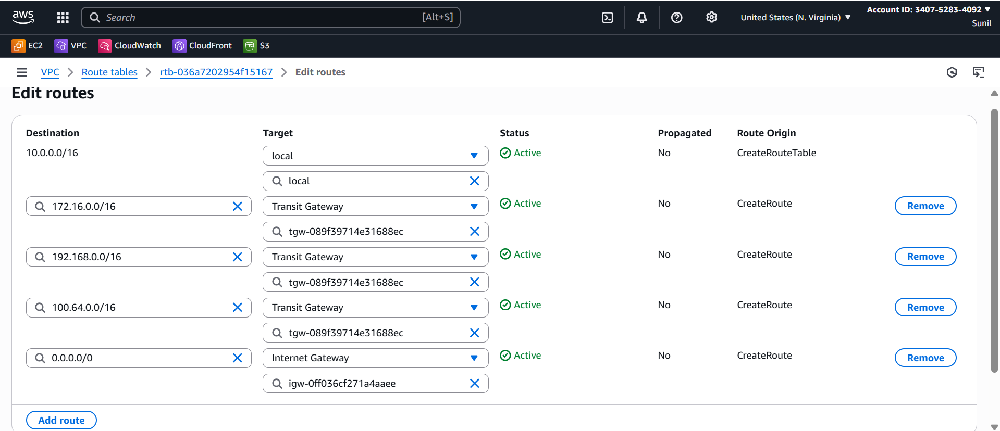 aws
Search [Alt+S]
United States (N. Virginia)
Account ID: 3407-5283-4092
Sunil
EC2 VPC CloudWatch CloudFront S3
VPC Route tables rtb-036a7202954f15167 Edit routes
Edit routes
Destination Target Status Propagated Route Origin
10.0.0.0/16 local Active No CreateRouteTable
local
172.16.0.0/16 Transit Gateway Active No CreateRoute Remove
tgw-089f39714e31688ec
192.168.0.0/16 Transit Gateway Active No CreateRoute Remove
tgw-089f39714e31688ec
100.64.0.0/16 Transit Gateway Active No CreateRoute Remove
tgw-089f39714e31688ec
0.0.0.0/0 Internet Gateway Active No CreateRoute Remove
igw-0ff036cf271a4aaee
Add route